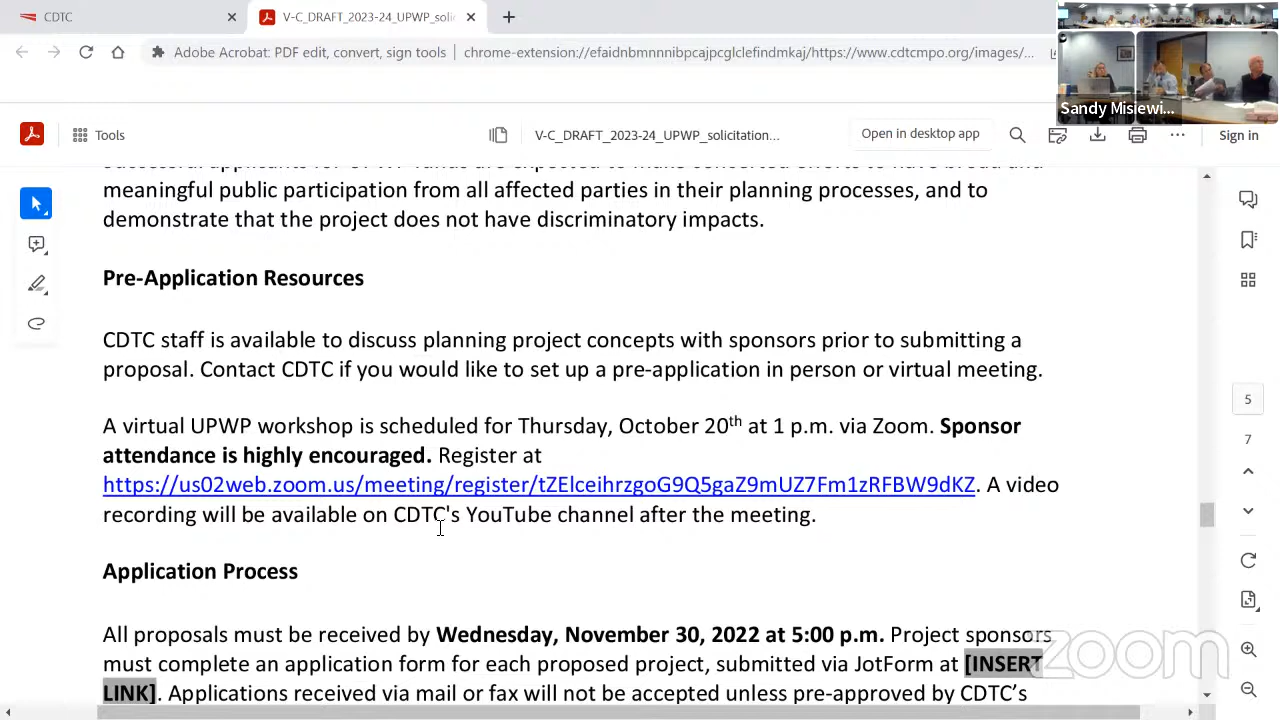 CDTC
V-C_DRAFT_2023-24_UPWP_soli
Adobe Acrobat: PDF edit, convert, sign tools
chrome-extension://efaidnbmnnnibpcajpcglclefindmkaj/https://www.cdtcmpo.org/images/...
Sandy Misiewi...
Tools
V-C_DRAFT_2023-24_UPWP_solicitation...
Open in desktop app
Sign in
meaningful public participation from all affected parties in their planning processes, and to
demonstrate that the project does not have discriminatory impacts.
Pre-Application Resources
CDTC staff is available to discuss planning project concepts with sponsors prior to submitting a
proposal. Contact CDTC if you would like to set up a pre-application in person or virtual meeting.
A virtual UPWP workshop is scheduled for Thursday, October 20th at 1 p.m. via Zoom. Sponsor
attendance is highly encouraged. Register at
https://us02web.zoom.us/meeting/register/tZElceihrzgoG9Q5gaZ9mUZ7Fm1zRFBW9dKZ. A video
recording will be available on CDTC's YouTube channel after the meeting.
Application Process
All proposals must be received by Wednesday, November 30, 2022 at 5:00 p.m. Project sponsors
must complete an application form for each proposed project, submitted via JotForm at [INSERT
LINK]. Applications received via mail or fax will not be accepted unless pre-approved by CDTC’s
5
7
zoom